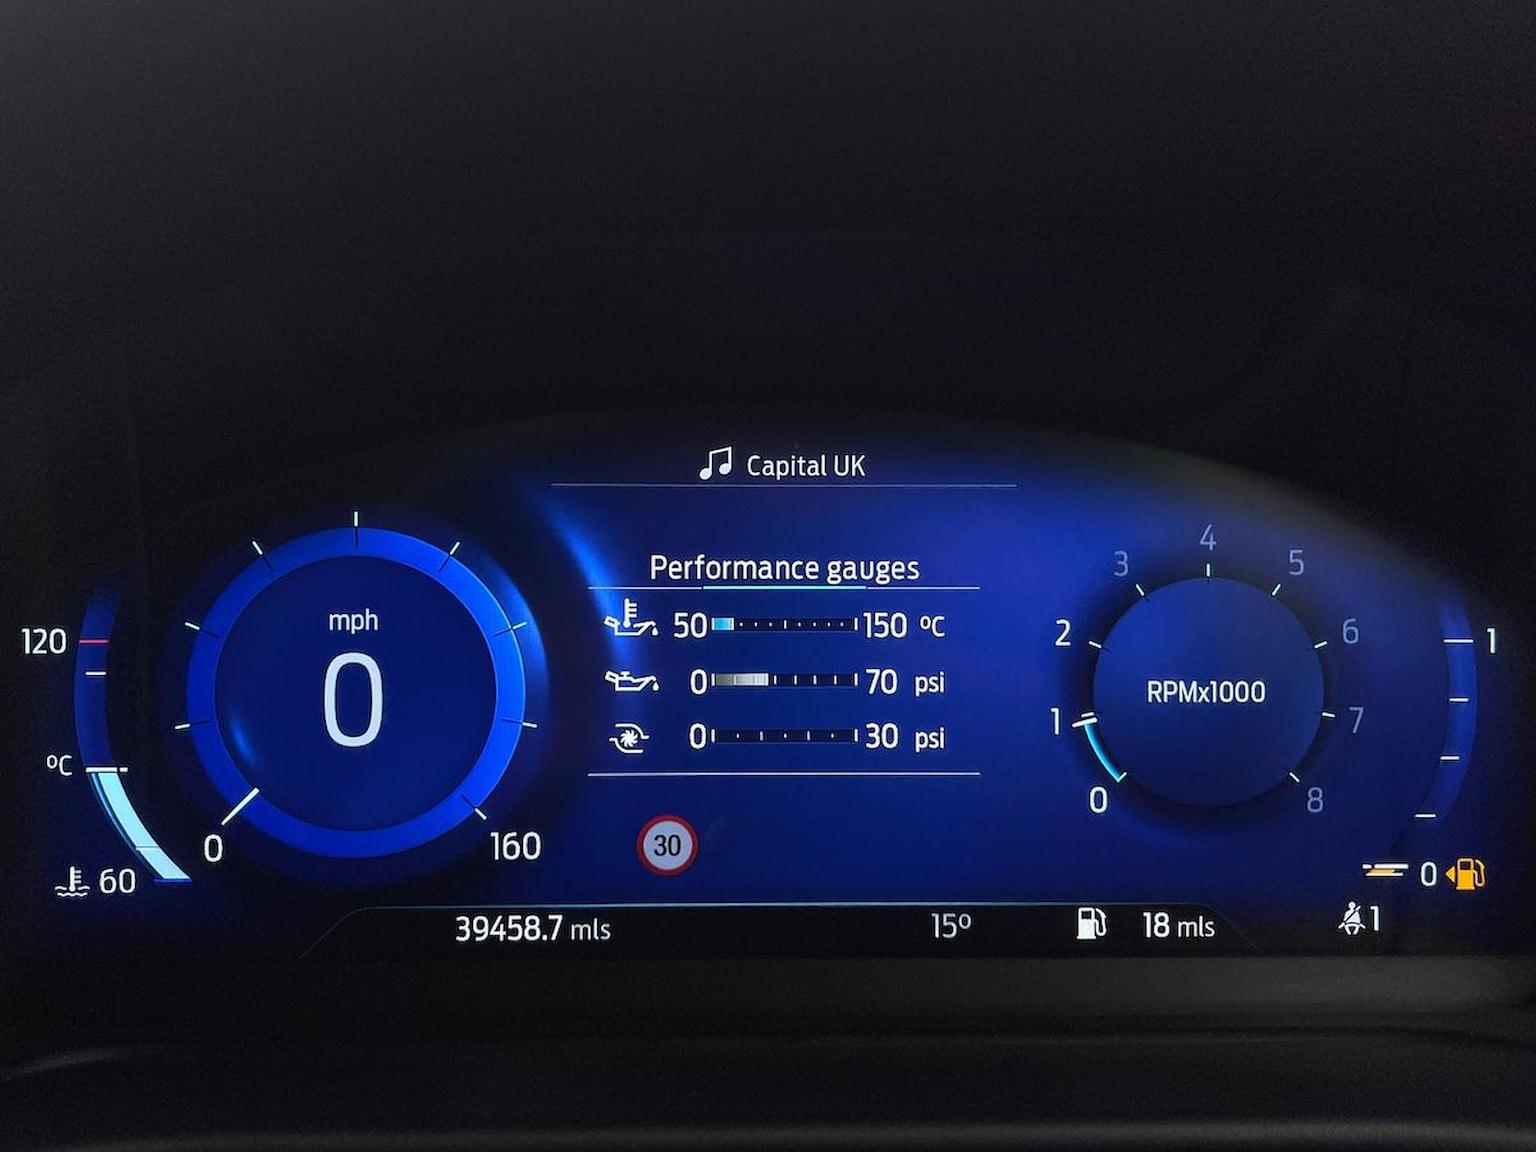 Capital UK
Performance gauges
50 150 ºC
0 70 psi
0 30 psi
30
mph
0
0 160
120
ºC
60
RPMx1000
0 1 2 3 4 5 6 7 8
1
0
39458.7 mls 15º 18 mls
1